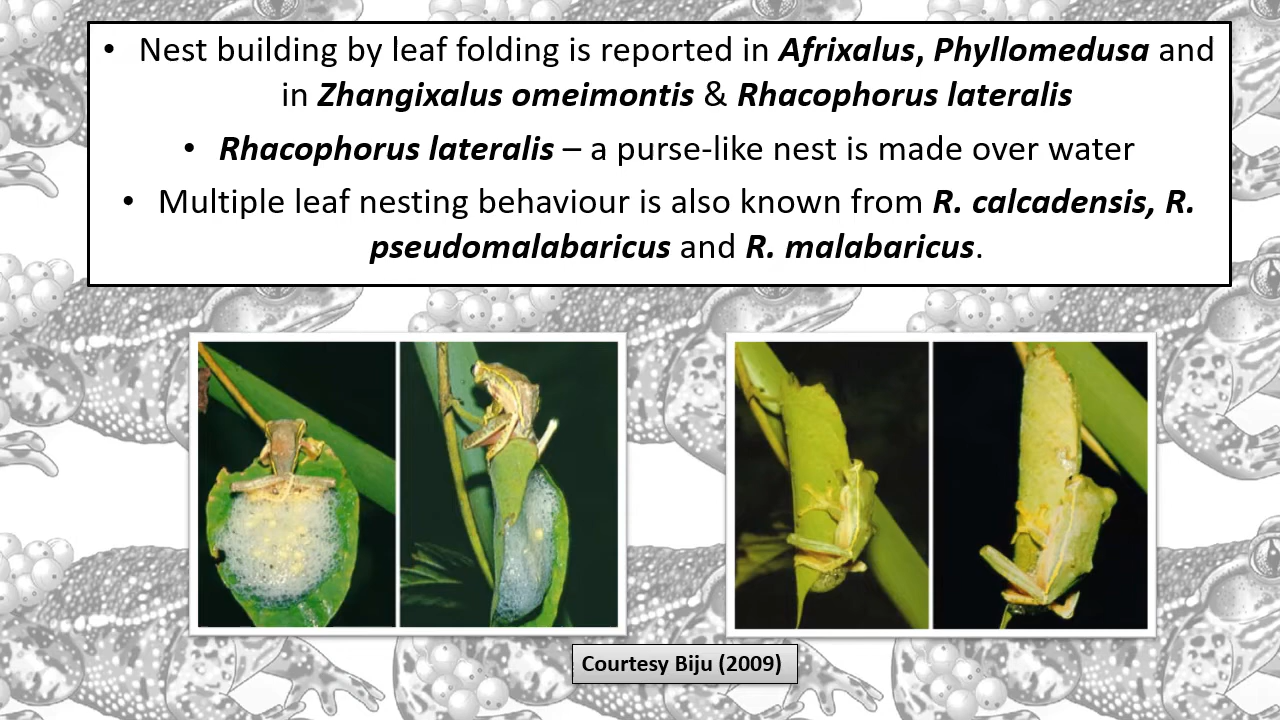 • Nest building by leaf folding is reported in Afrixalus, Phyllomedusa and
in Zhangixalus omeimontis & Rhacophorus lateralis
• Rhacophorus lateralis – a purse-like nest is made over water
• Multiple leaf nesting behaviour is also known from R. calcadensis, R.
pseudomalabaricus and R. malabaricus.
Courtesy Biju (2009)